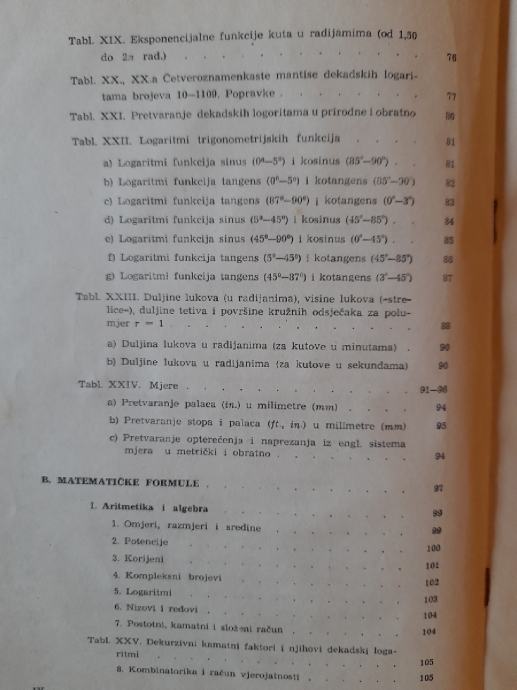 Tabl. XIX. Eksponencijalne funkcije kuta u radijamima (od 1,50
do 2π rad.) . . . . . . . . . . . 76
Tabl. XX., XX.a Četveroznamenkaste mantise dekadskih logari-
tama brojeva 10—1109. Popravke . . . . . . 77
Tabl. XXI. Pretvaranje dekadskih logoritama u prirodne i obratno 80
Tabl. XXII. Logaritmi trigonometrijskih funkcija . . . . 81
a) Logaritmi funkcija sinus (0°—5°) i kosinus (85°—90°) . . 81
b) Logaritmi funkcija tangens (0°—5°) i kotangens (85°—90°) 82
c) Logaritmi funkcija tangens (87°—90°) i kotangens (0°—3°) 83
d) Logaritmi funkcija sinus (5°—45°) i kosinus (45°—85°) . . 84
e) Logaritmi funkcija sinus (45°—90°) i kosinus (0°—45°) . . 85
f) Logaritmi funkcija tangens (5°—45°) i kotangens (45°—85°) 86
g) Logaritmi funkcija tangens (45°—87°) i kotangens (3°—45°) 87
Tabl. XXIII. Duljine lukova (u radijanima), visine lukova (»stre-
lice«), duljine tetiva i površine kružnih odsječaka za polu-
mjer r = 1 . . . . . . . . . . . 88
a) Duljina lukova u radijanima (za kutove u minutama) . 90
b) Duljine lukova u radijanima (za kutove u sekundama) 90
Tabl. XXIV. Mjere . . . . . . . . . . . 91—96
a) Pretvaranje palaca (in.) u milimetre (mm) . . . . 94
b) Pretvaranje stopa i palaca (ft., in.) u milimetre (mm) 95
c) Pretvaranje opterećenja i naprezanja iz engl. sistema
mjera u metrički i obratno . . . . . . . 94
B. MATEMATIČKE FORMULE . . . . . . . . . 97
I. Aritmetika i algebra . . . . . . . . . 99
1. Omjeri, razmjeri i sredine . . . . . . . 99
2. Potencije . . . . . . . . . . 100
3. Korijeni . . . . . . . . . . 101
4. Kompleksni brojevi . . . . . . . . 102
5. Logaritmi . . . . . . . . . . 103
6. Nizovi i redovi . . . . . . . . . 104
7. Postotni, kamatni i složeni račun . . . . . 104
Tabl. XXV. Dekurzivni kamatni faktori i njihovi dekadski loga-
ritmi . . . . . . . . . . . 105
8. Kombinatorika i račun vjerojatnosti . . . . . 105